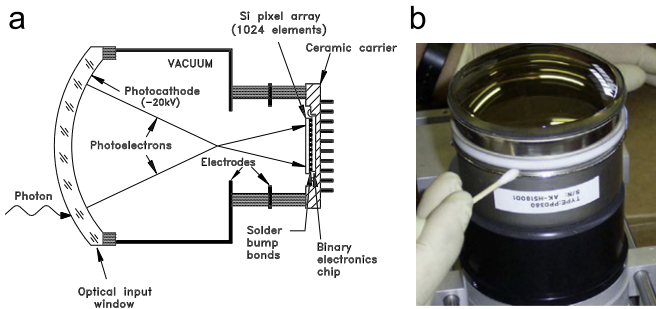 a
Si pixel array
(1024 elements)
Ceramic carrier
VACUUM
Photocathode
(−20kV)
Photoelectrons
Electrodes
Photon
Solder
bump
bonds
Binary
electronics
chip
Optical input
window
b
TYPE:PP0380
S/N: AK-HS18001